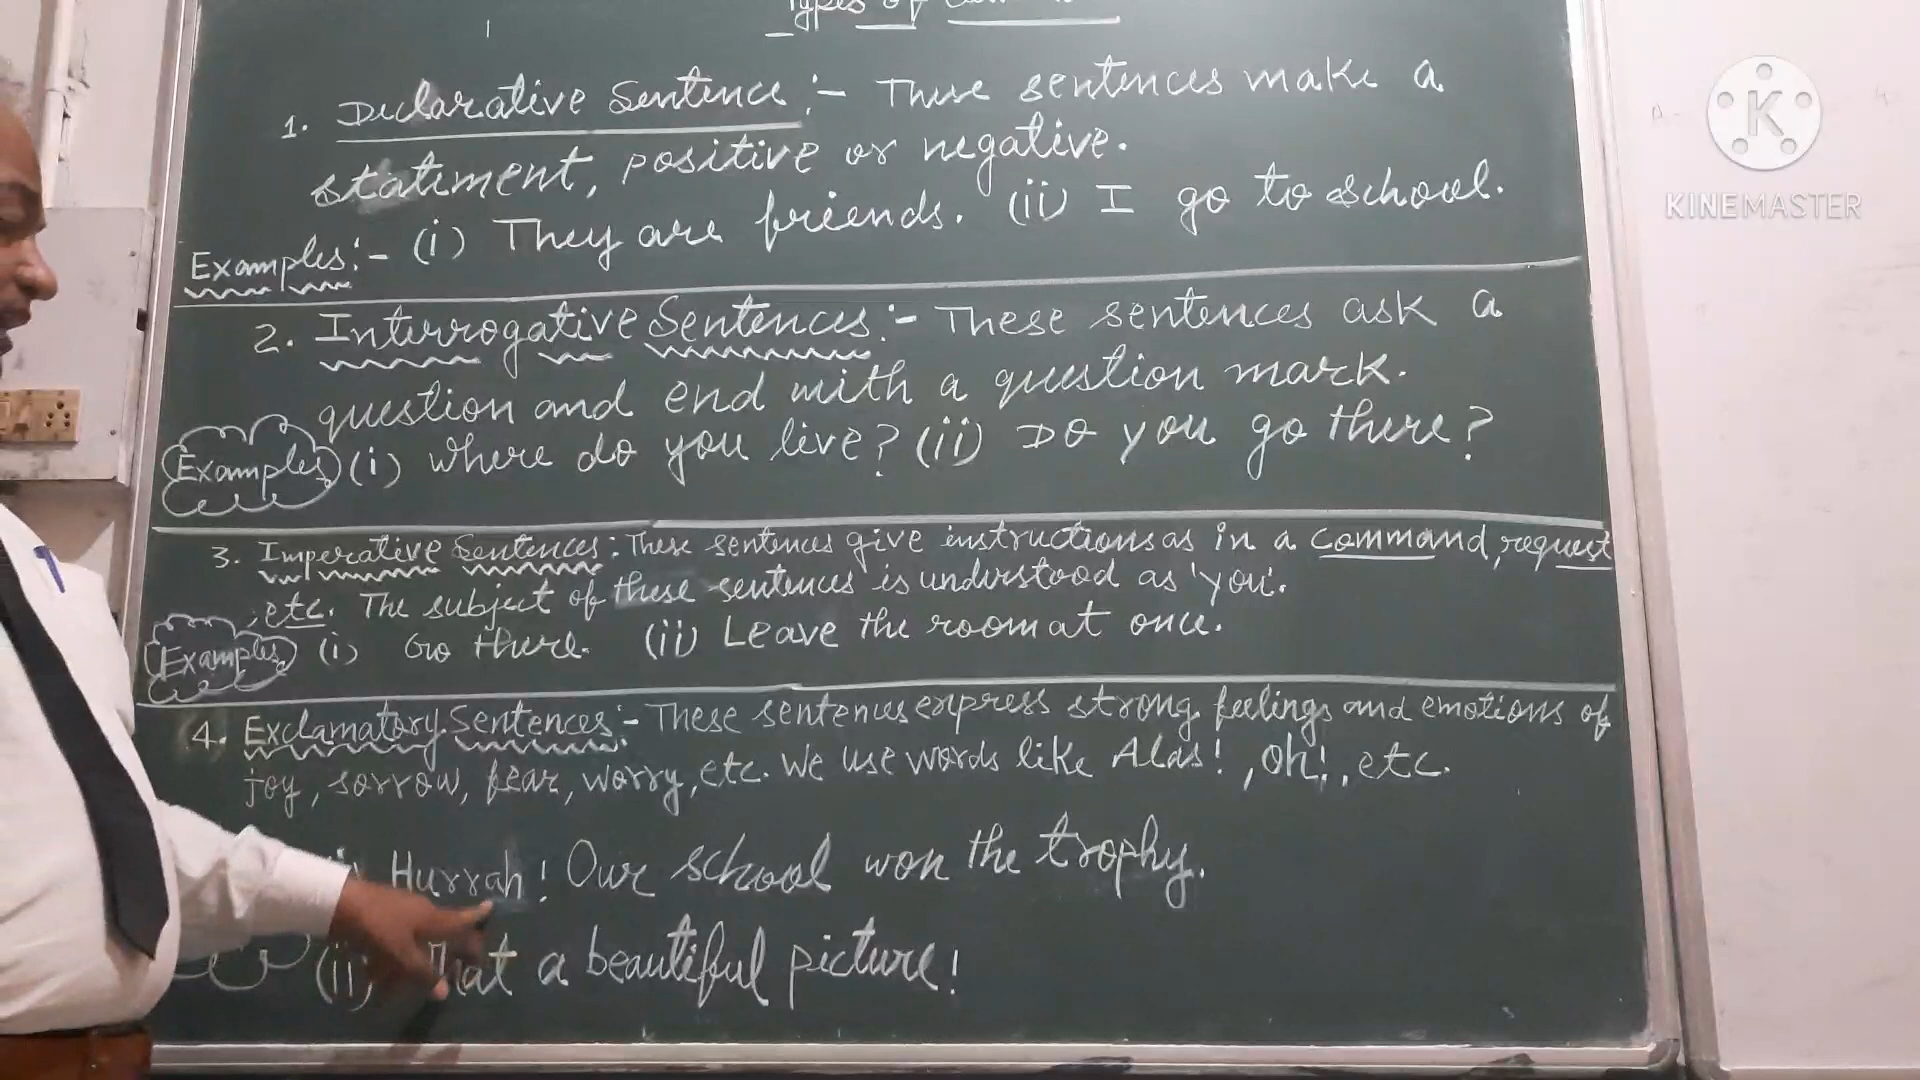 Types of
1. Declarative Sentence :- These sentences make a
statement, positive or negative.
Examples :- (i) They are friends. (ii) I go to school.
2. Interrogative Sentences :- These sentences ask a
question and end with a question mark.
Examples (i) Where do you live? (ii) Do you go there?
3. Imperative Sentences : These sentences give instructions as in a command, request
, etc. The subject of these sentences is understood as 'you'.
Examples (i) Go there. (ii) Leave the room at once.
4. Exclamatory Sentences :- These sentences express strong feelings and emotions of
joy, sorrow, fear, worry, etc. We use words like Alas! , Oh! , etc.
Hurrah! Our school won the trophy.
(ii) What a beautiful picture!
K
KINEMASTER